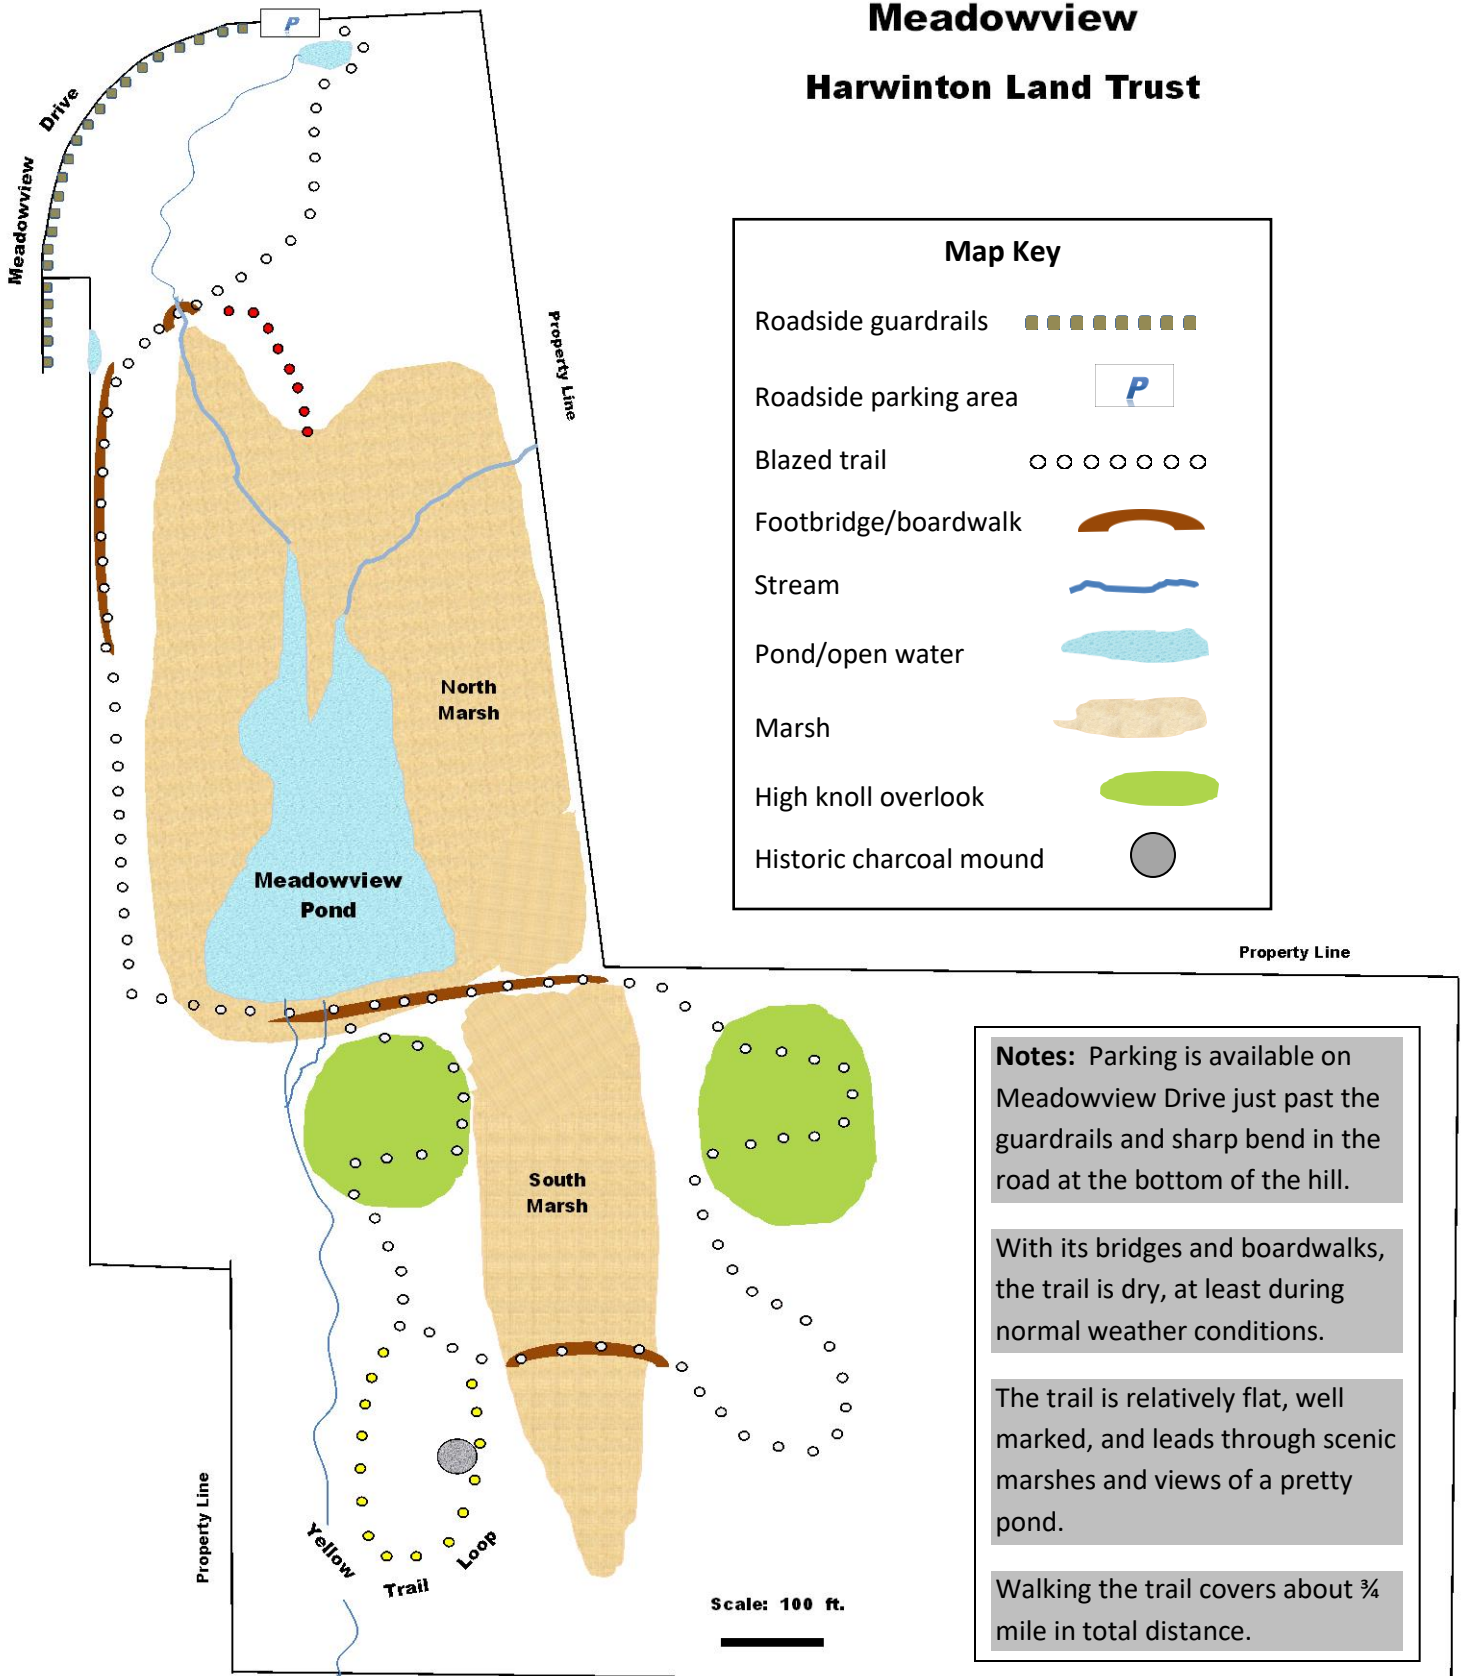 Meadowview
Harwinton Land Trust
P
Meadowview Drive
Map Key
Roadside guardrails
Roadside parking area
P
Blazed trail
Footbridge/boardwalk
Stream
Pond/open water
Marsh
High knoll overlook
Historic charcoal mound
Property Line
North
Marsh
Meadowview
Pond
Property Line
South
Marsh
Notes: Parking is available on
Meadowview Drive just past the
guardrails and sharp bend in the
road at the bottom of the hill.
With its bridges and boardwalks,
the trail is dry, at least during
normal weather conditions.
The trail is relatively flat, well
marked, and leads through scenic
marshes and views of a pretty
pond.
Walking the trail covers about ¾
mile in total distance.
Property Line
Yellow Trail Loop
Scale: 100 ft.